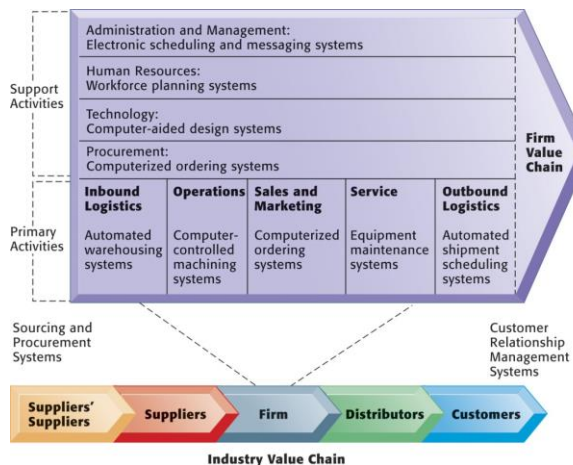 Administration and Management:
Electronic scheduling and messaging systems
Human Resources:
Workforce planning systems
Technology:
Computer-aided design systems
Procurement:
Computerized ordering systems
Support
Activities
Firm
Value
Chain
Primary
Activities
Inbound
Logistics
Automated
warehousing
systems
Operations
Computer-
controlled
machining
systems
Sales and
Marketing
Computerized
ordering
systems
Service
Equipment
maintenance
systems
Outbound
Logistics
Automated
shipment
scheduling
systems
Sourcing and
Procurement
Systems
Customer
Relationship
Management
Systems
Suppliers'
Suppliers
Suppliers
Firm
Distributors
Customers
Industry Value Chain